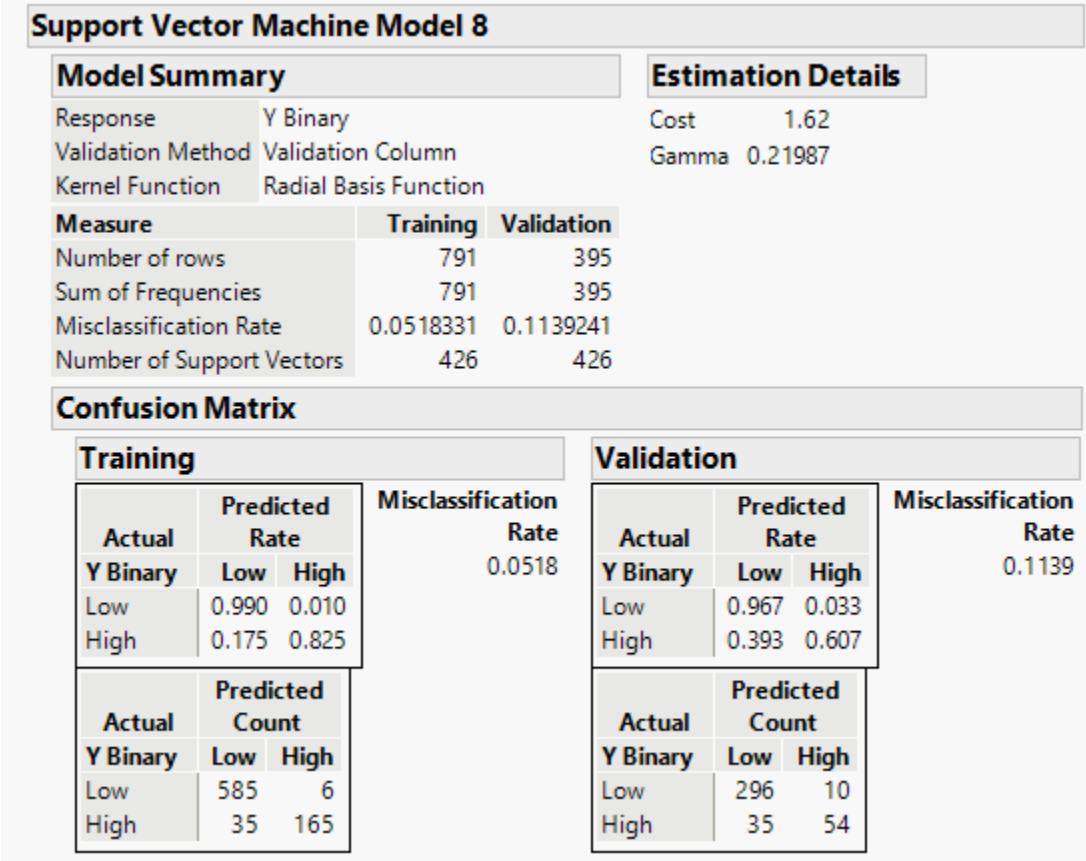 Support Vector Machine Model 8
Model Summary
Response Y Binary
Validation Method Validation Column
Kernel Function Radial Basis Function
Measure Training Validation
Number of rows 791 395
Sum of Frequencies 791 395
Misclassification Rate 0.0518331 0.1139241
Number of Support Vectors 426 426
Estimation Details
Cost 1.62
Gamma 0.21987
Confusion Matrix
Training
Predicted
Actual Rate
Y Binary Low High
Low 0.990 0.010
High 0.175 0.825
Misclassification
Rate
0.0518
Predicted
Actual Count
Y Binary Low High
Low 585 6
High 35 165
Validation
Predicted
Actual Rate
Y Binary Low High
Low 0.967 0.033
High 0.393 0.607
Misclassification
Rate
0.1139
Predicted
Actual Count
Y Binary Low High
Low 296 10
High 35 54